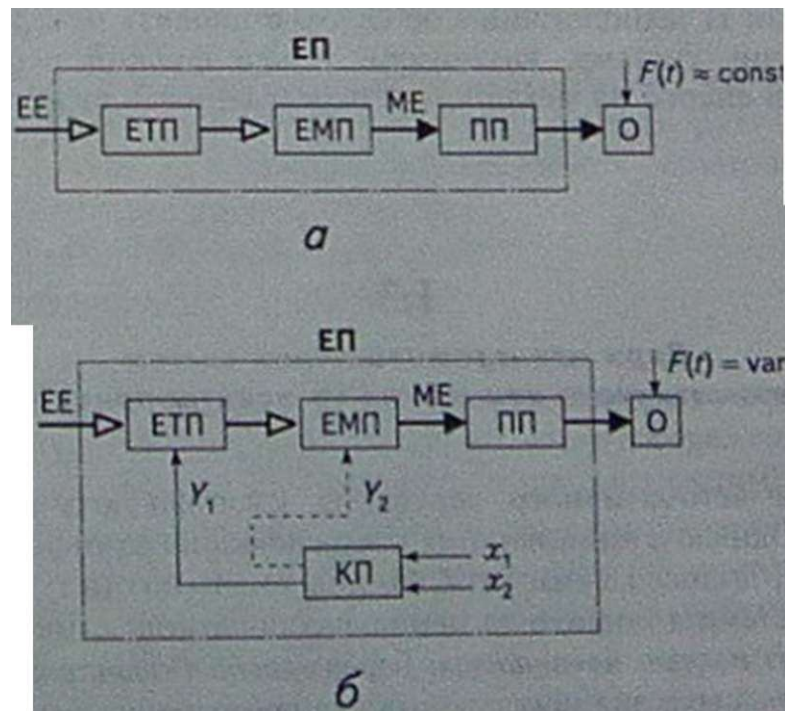 ЕП
F(t) ≈ const
ЕЕ
ЕТП ЕМП МЕ ПП О
а
ЕП
F(t) = var
ЕЕ
ЕТП ЕМП МЕ ПП О
Y₁ Y₂
КП x₁
x₂
б